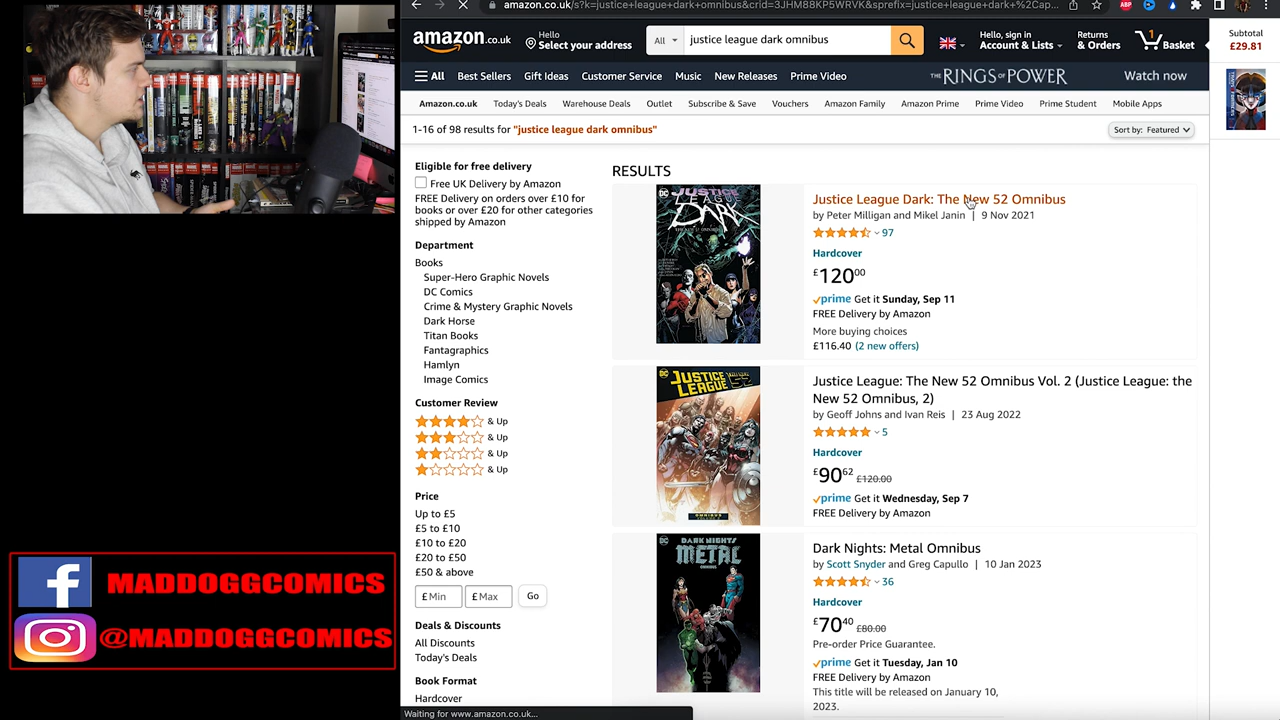 amazon.co.uk/s?k=justice+league+dark+omnibus&crid=3JHM88KP5WRVK&sprefix=justice+league+dark+%2C...
amazon.co.uk
Hello
Select your address
All
justice league dark omnibus
Hello, sign in
Account & Lists
Returns
1
Subtotal
£29.81
All
Best Sellers
Gift Ideas
Customer Service
Music
New Releases
Prime Video
THE RINGS OF POWER
Watch now
Amazon.co.uk
Today's Deals
Warehouse Deals
Outlet
Subscribe & Save
Vouchers
Amazon Family
Amazon Prime
Prime Video
Prime Student
Mobile Apps
1-16 of 98 results for "justice league dark omnibus"
Sort by: Featured
Eligible for free delivery
Free UK Delivery by Amazon
FREE Delivery on orders over £10 for
books or over £20 for other categories
shipped by Amazon
Department
Books
Super-Hero Graphic Novels
DC Comics
Crime & Mystery Graphic Novels
Dark Horse
Titan Books
Fantagraphics
Hamlyn
Image Comics
Customer Review
& Up
& Up
& Up
& Up
Price
Up to £5
£5 to £10
£10 to £20
£20 to £50
£50 & above
£ Min
£ Max
Go
Deals & Discounts
All Discounts
Today's Deals
Book Format
Hardcover
RESULTS
JUSTICE
LEAGUE
DARK
Justice League Dark: The New 52 Omnibus
by Peter Milligan and Mikel Janin | 9 Nov 2021
97
Hardcover
£120.00
prime Get it Sunday, Sep 11
FREE Delivery by Amazon
More buying choices
£116.40 (2 new offers)
JUSTICE
LEAGUE
52
OMNIBUS
Justice League: The New 52 Omnibus Vol. 2 (Justice League: the
New 52 Omnibus, 2)
by Geoff Johns and Ivan Reis | 23 Aug 2022
5
Hardcover
£90.62 £120.00
prime Get it Wednesday, Sep 7
FREE Delivery by Amazon
DARK NIGHTS
METAL
OMNIBUS
Dark Nights: Metal Omnibus
by Scott Snyder and Greg Capullo | 10 Jan 2023
36
Hardcover
£70.40 £80.00
Pre-order Price Guarantee.
prime Get it Tuesday, Jan 10
FREE Delivery by Amazon
This title will be released on January 10,
2023.
Waiting for www.amazon.co.uk...
MADDOGGCOMICS
@MADDOGGCOMICS